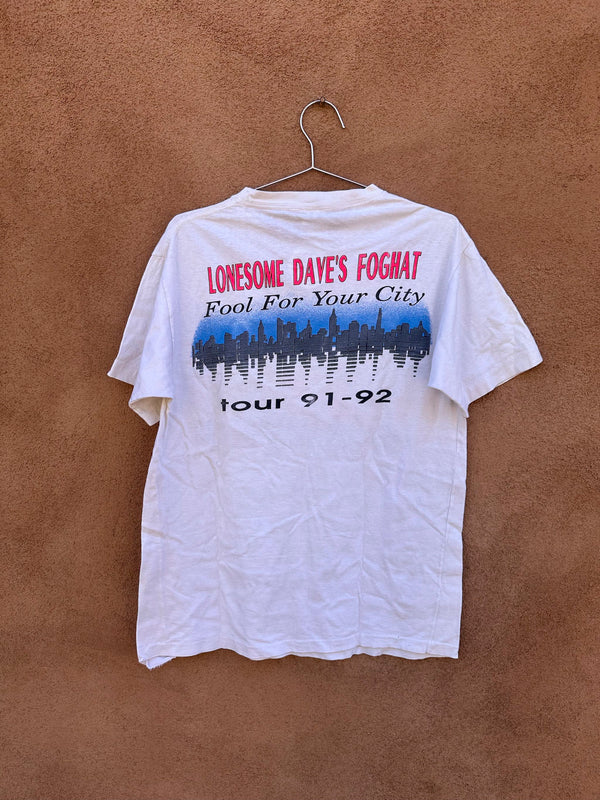 LONESOME DAVE'S FOGHAT
Fool For Your City
tour 91-92